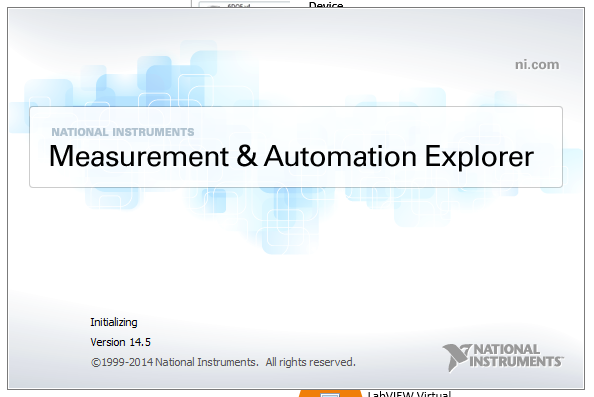 Device
ni.com
NATIONAL INSTRUMENTS
Measurement & Automation Explorer
Initializing
Version 14.5
©1999-2014 National Instruments. All rights reserved.
NATIONAL
INSTRUMENTS™
LabVIEW Virtual